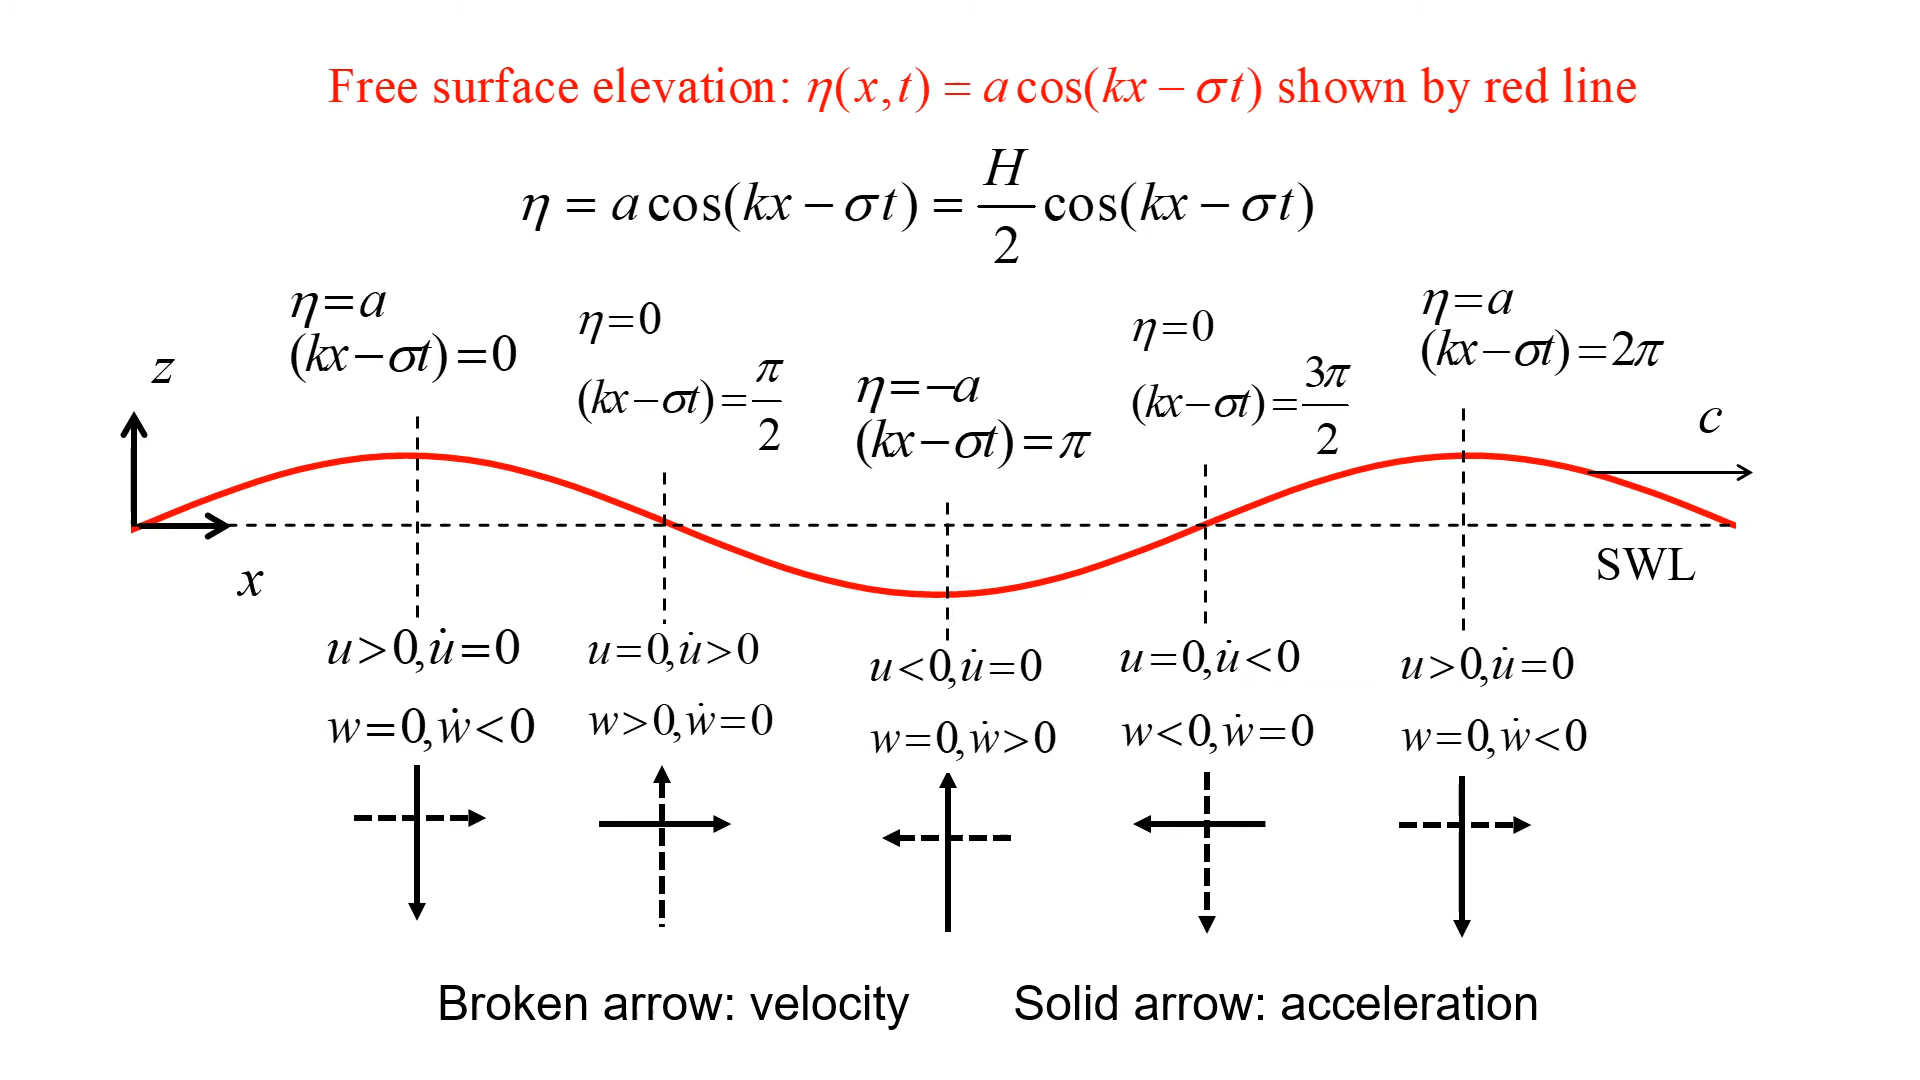 Free surface elevation: η(x,t) = a cos(kx − σt) shown by red line
η = a cos(kx − σt) = H/2 cos(kx − σt)
η=a
(kx−σt)=0
η=0
(kx−σt)=π/2
η=−a
(kx−σt)=π
η=0
(kx−σt)=3π/2
η=a
(kx−σt)=2π
z
c
x
SWL
u>0,u̇=0
w=0,ẇ<0
u=0,u̇>0
w>0,ẇ=0
u<0,u̇=0
w=0,ẇ>0
u=0,u̇<0
w<0,ẇ=0
u>0,u̇=0
w=0,ẇ<0
Broken arrow: velocity
Solid arrow: acceleration